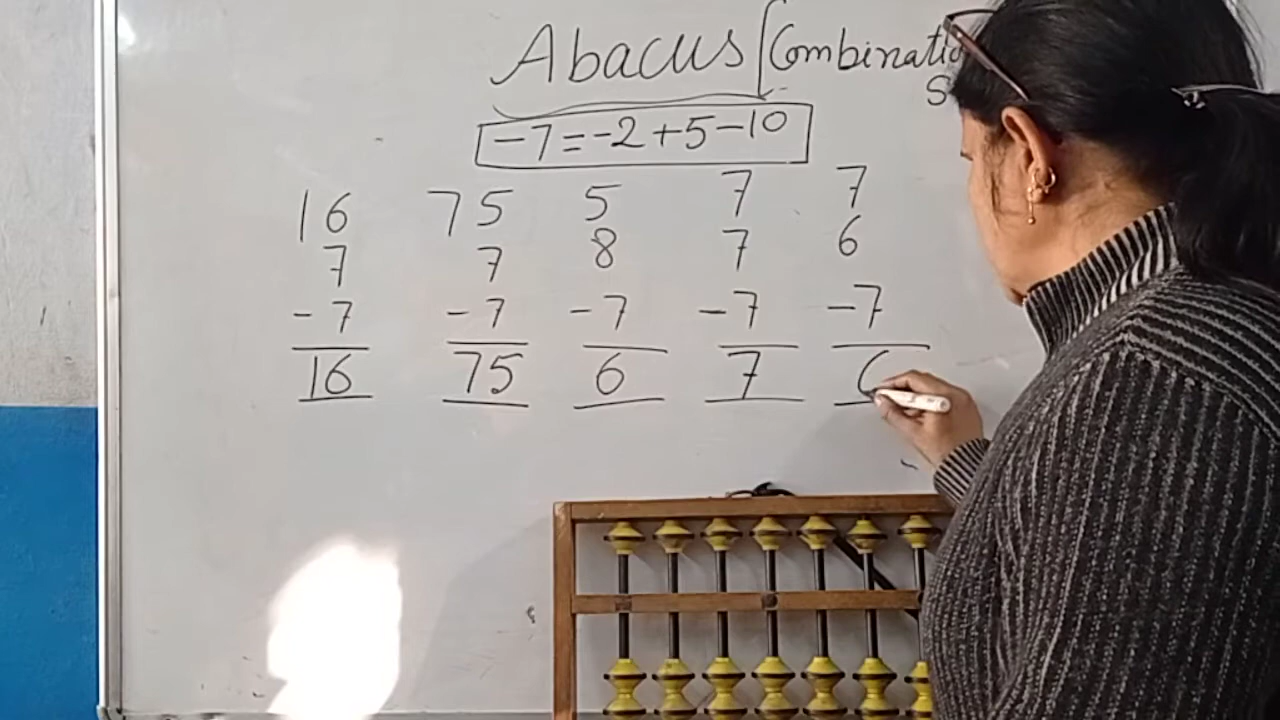 Abacus (Combination
S
-7=-2+5-10
16 75 5 7 7
7 7 8 7 6
-7 -7 -7 -7 -7
16 75 6 7 6